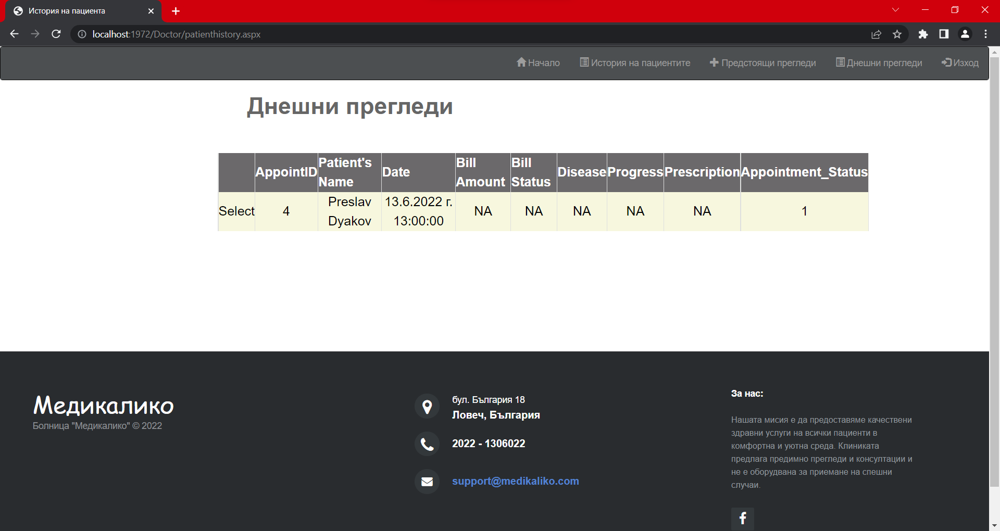 История на пациента
localhost:1972/Doctor/patienthistory.aspx
Начало История на пациентите Предстоящи прегледи Днешни прегледи Изход
Днешни прегледи
AppointID Patient's Name Date Bill Amount Bill Status Disease Progress Prescription Appointment_Status
Select 4 Preslav Dyakov 13.6.2022 г. 13:00:00 NA NA NA NA NA 1
Медикалико
Болница "Медикалико" © 2022
бул. България 18
Ловеч, България
2022 - 1306022
support@medikaliko.com
За нас:
Нашата мисия е да предоставяме качествени
здравни услуги на всички пациенти в
комфортна и уютна среда. Клиниката
предлага предимно прегледи и консултации и
не е оборудвана за приемане на спешни
случаи.